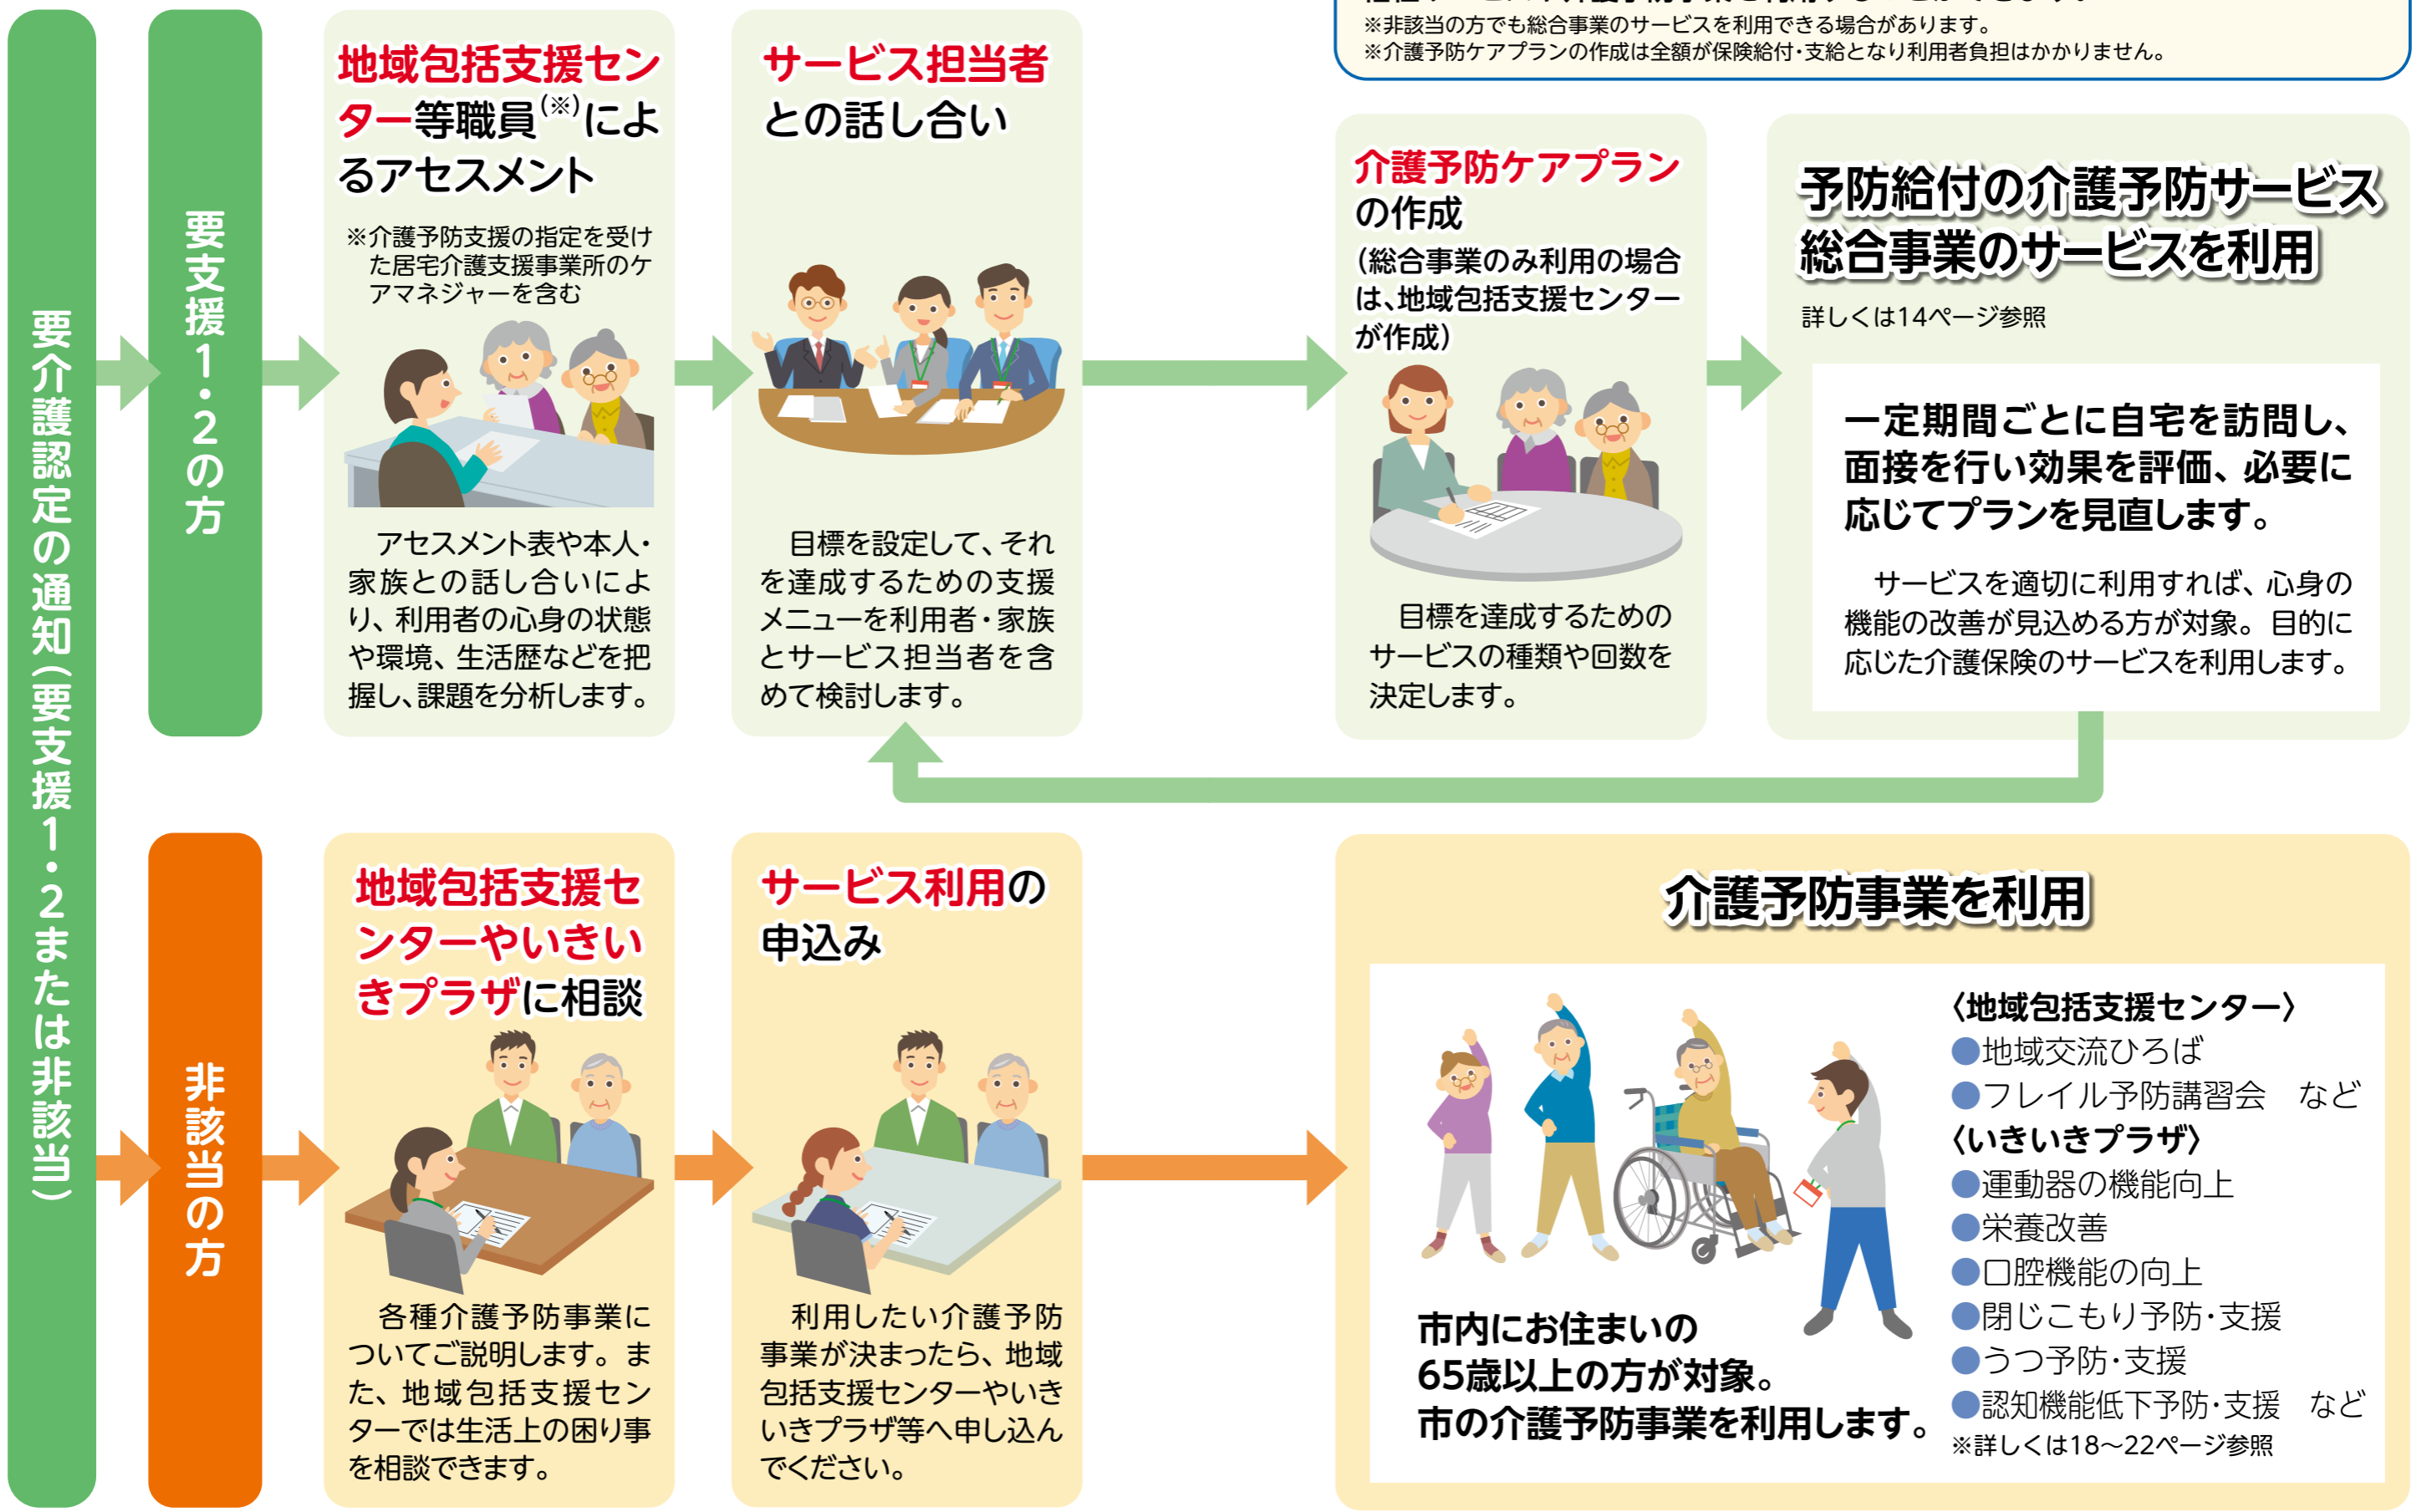 ※非該当の方でも総合事業のサービスを利用できる場合があります。
※介護予防ケアプランの作成は全額が保険給付・支給となり利用者負担はかかりません。
要介護認定の通知（要支援1・2または非該当）
要支援1・2の方
地域包括支援セン
ター等職員(※)によ
るアセスメント
※介護予防支援の指定を受け
た居宅介護支援事業所のケ
アマネジャーを含む
アセスメント表や本人・
家族との話し合いによ
り、利用者の心身の状態
や環境、生活歴などを把
握し、課題を分析します。
サービス担当者
との話し合い
目標を設定して、それ
を達成するための支援
メニューを利用者・家族
とサービス担当者を含
めて検討します。
介護予防ケアプラン
の作成
（総合事業のみ利用の場合
は、地域包括支援センター
が作成）
目標を達成するための
サービスの種類や回数を
決定します。
予防給付の介護予防サービス
総合事業のサービスを利用
詳しくは14ページ参照
一定期間ごとに自宅を訪問し、
面接を行い効果を評価、必要に
応じてプランを見直します。
サービスを適切に利用すれば、心身の
機能の改善が見込める方が対象。目的に
応じた介護保険のサービスを利用します。
非該当の方
地域包括支援セ
ンターやいきい
きプラザに相談
各種介護予防事業に
ついてご説明します。ま
た、地域包括支援セン
ターでは生活上の困り事
を相談できます。
サービス利用の
申込み
利用したい介護予防
事業が決まったら、地域
包括支援センターやいき
いきプラザ等へ申し込ん
でください。
介護予防事業を利用
市内にお住まいの
65歳以上の方が対象。
市の介護予防事業を利用します。
〈地域包括支援センター〉
●地域交流ひろば
●フレイル予防講習会　など
〈いきいきプラザ〉
●運動器の機能向上
●栄養改善
●口腔機能の向上
●閉じこもり予防・支援
●うつ予防・支援
●認知機能低下予防・支援　など
※詳しくは18～22ページ参照